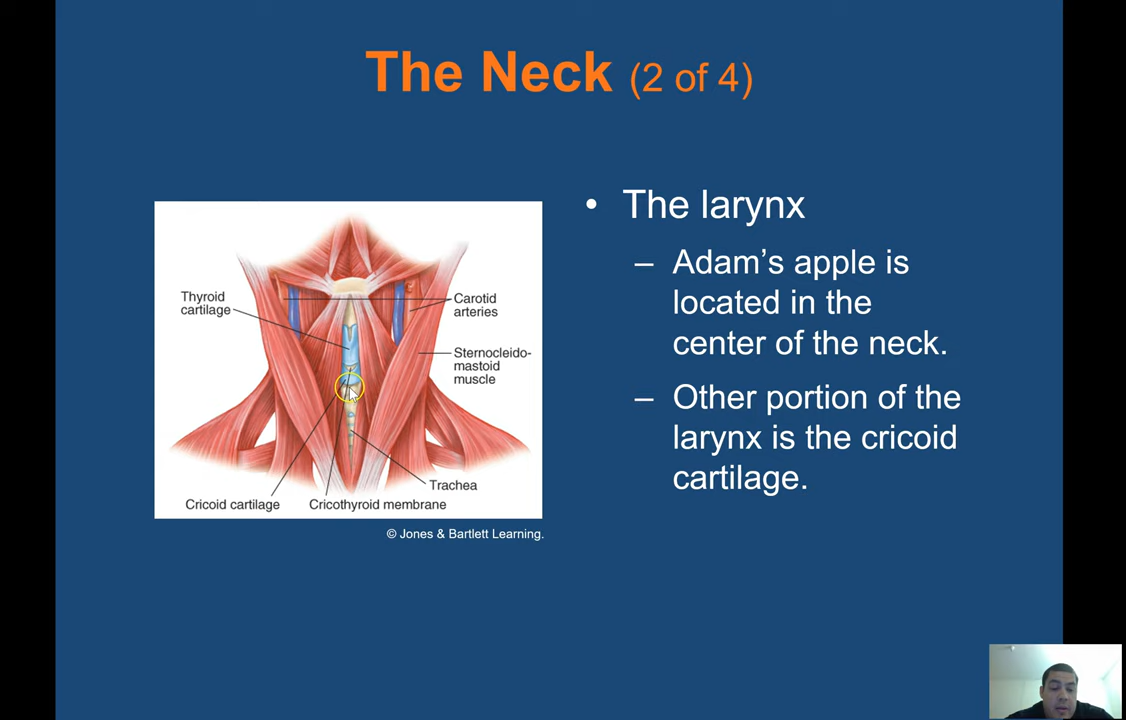 The Neck (2 of 4)
Thyroid
cartilage
Carotid
arteries
Sternocleido-
mastoid
muscle
Trachea
Cricoid cartilage
Cricothyroid membrane
© Jones & Bartlett Learning.
• The larynx
– Adam’s apple is
located in the
center of the neck.
– Other portion of the
larynx is the cricoid
cartilage.